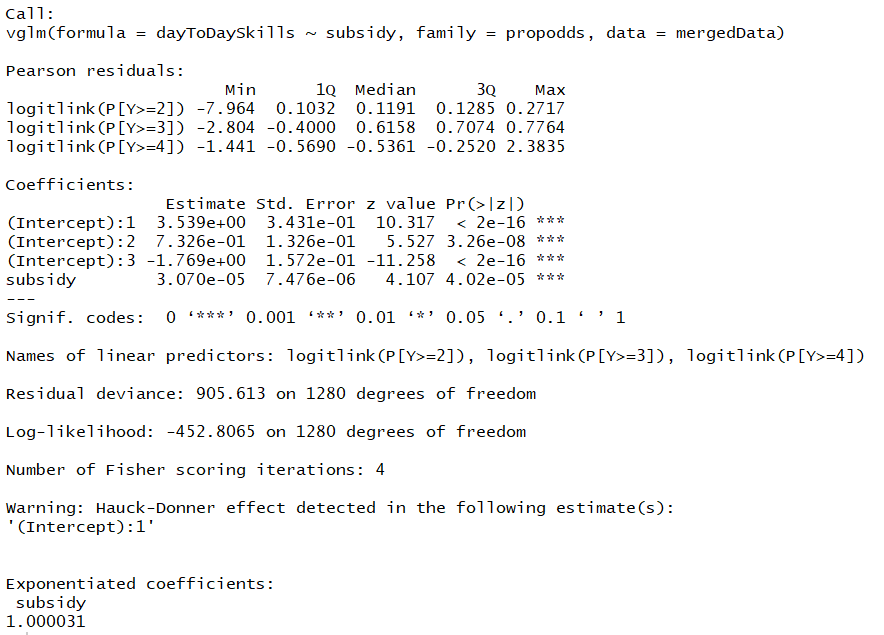 Call:
vglm(formula = dayToDaySkills ~ subsidy, family = propodds, data = mergedData)
Pearson residuals:
Min 1Q Median 3Q Max
logitlink(P[Y>=2]) -7.964 0.1032 0.1191 0.1285 0.2717
logitlink(P[Y>=3]) -2.804 -0.4000 0.6158 0.7074 0.7764
logitlink(P[Y>=4]) -1.441 -0.5690 -0.5361 -0.2520 2.3835
Coefficients:
Estimate Std. Error z value Pr(>|z|)
(Intercept):1 3.539e+00 3.431e-01 10.317 < 2e-16 ***
(Intercept):2 7.326e-01 1.326e-01 5.527 3.26e-08 ***
(Intercept):3 -1.769e+00 1.572e-01 -11.258 < 2e-16 ***
subsidy 3.070e-05 7.476e-06 4.107 4.02e-05 ***
---
Signif. codes: 0 ‘***’ 0.001 ‘**’ 0.01 ‘*’ 0.05 ‘.’ 0.1 ‘ ’ 1
Names of linear predictors: logitlink(P[Y>=2]), logitlink(P[Y>=3]), logitlink(P[Y>=4])
Residual deviance: 905.613 on 1280 degrees of freedom
Log-likelihood: -452.8065 on 1280 degrees of freedom
Number of Fisher scoring iterations: 4
Warning: Hauck-Donner effect detected in the following estimate(s):
'(Intercept):1'
Exponentiated coefficients:
subsidy
1.000031